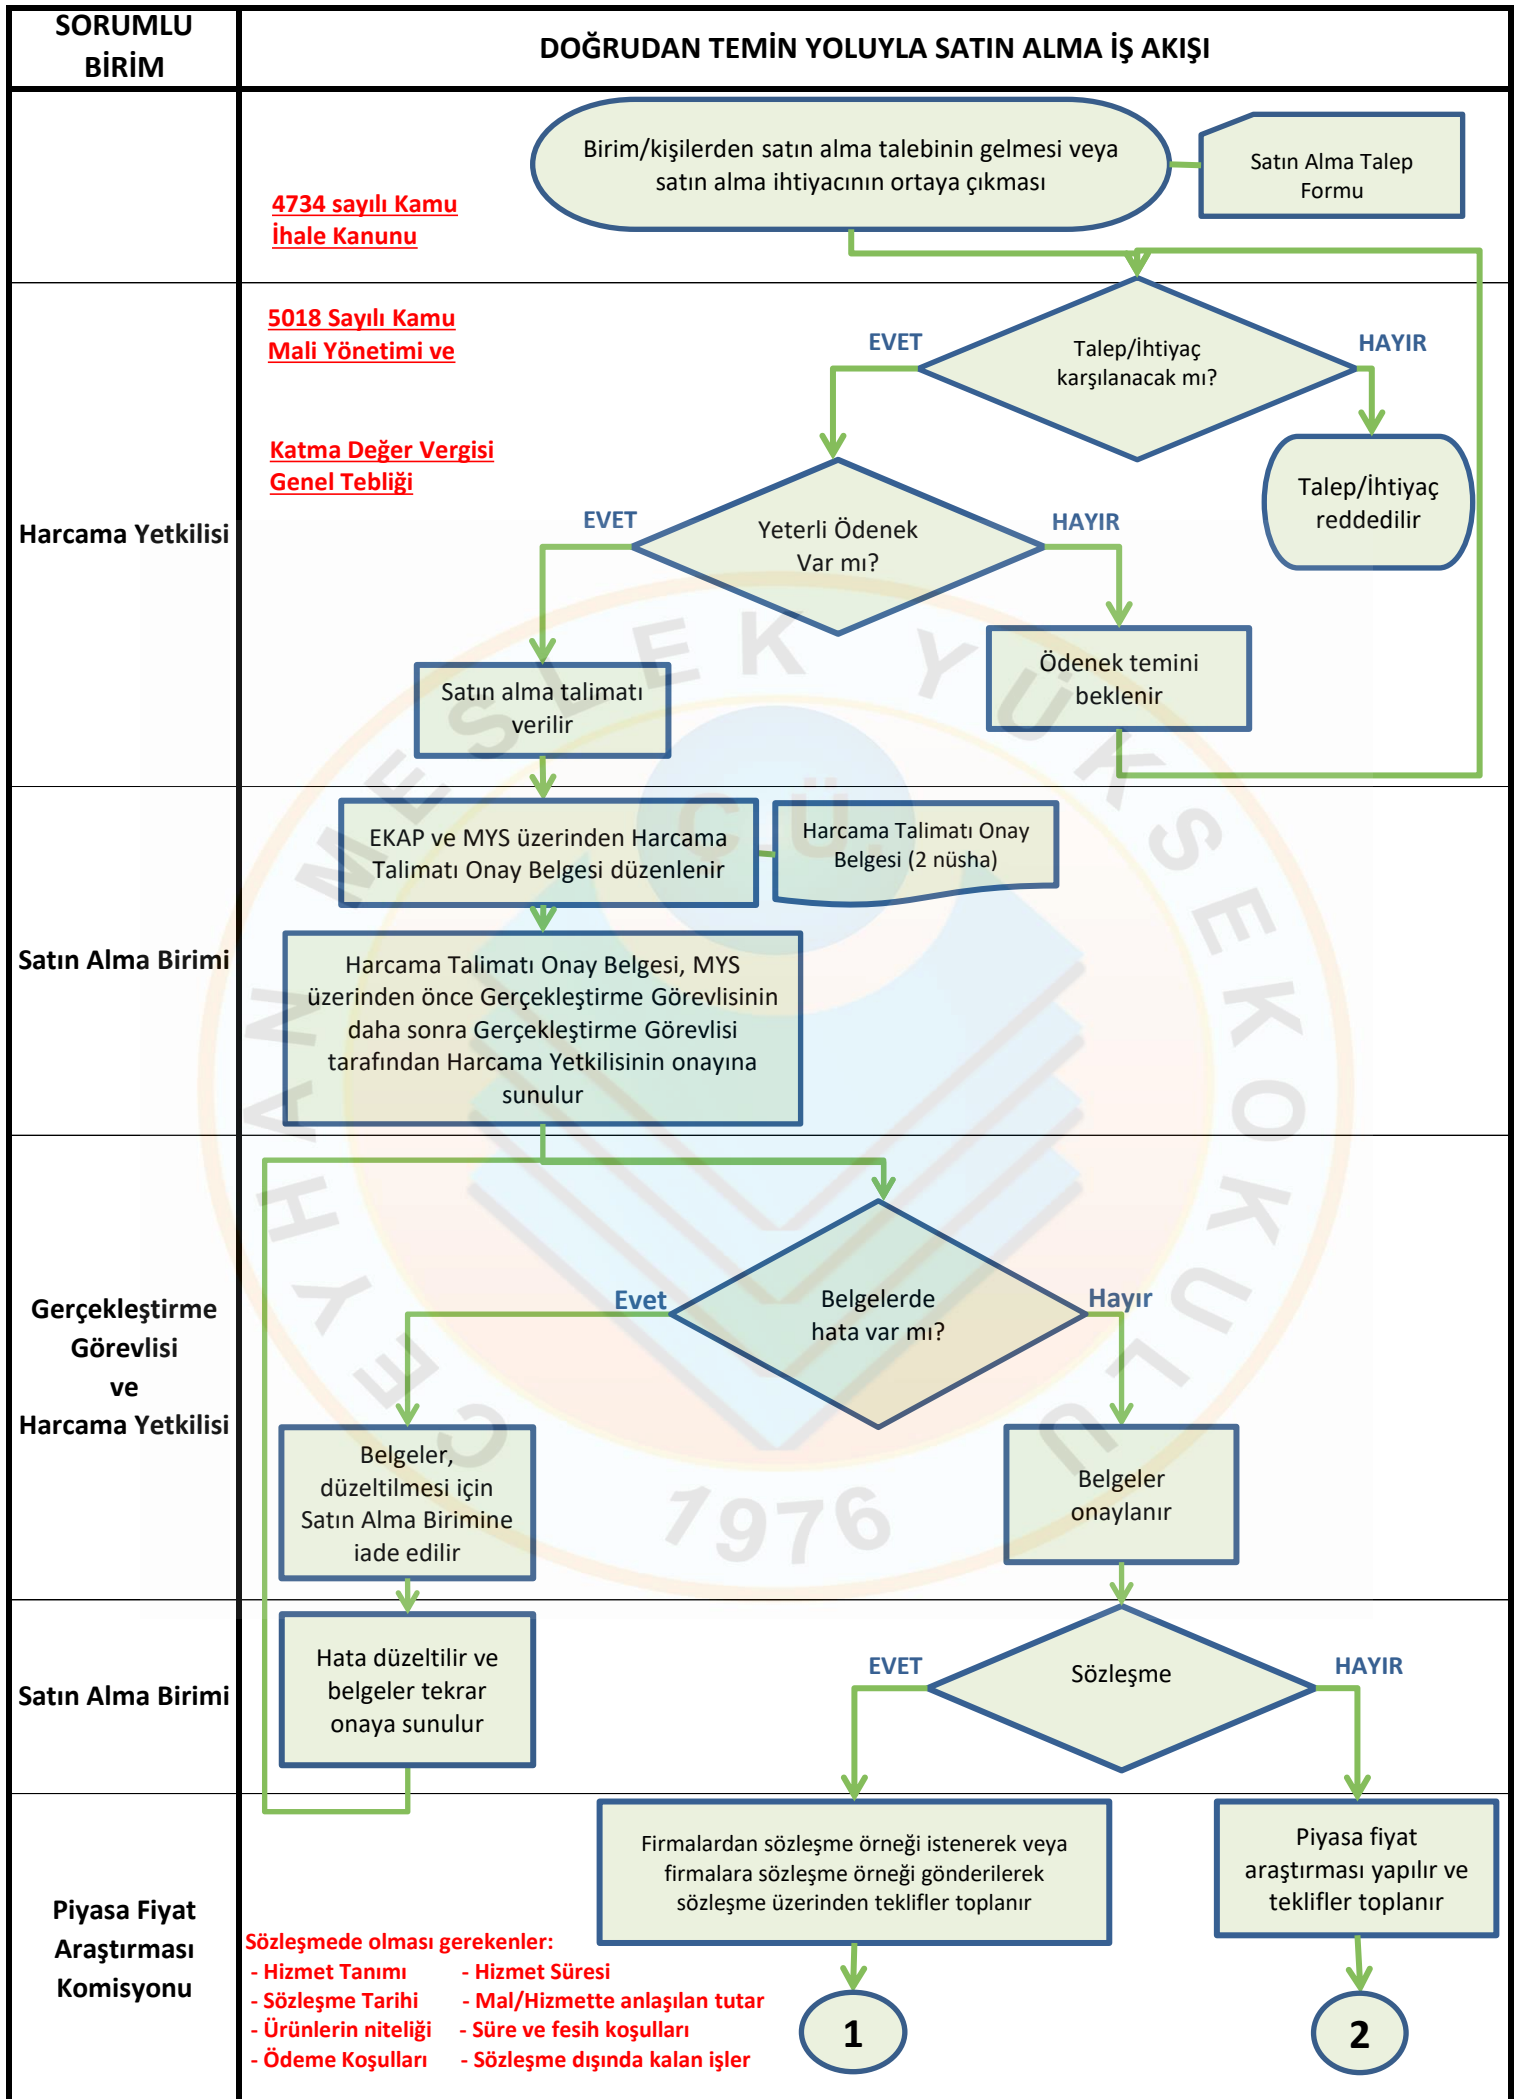 SORUMLU
BİRİM
DOĞRUDAN TEMİN YOLUYLA SATIN ALMA İŞ AKIŞI
Birim/kişilerden satın alma talebinin gelmesi veya
satın alma ihtiyacının ortaya çıkması
Satın Alma Talep
Formu
4734 sayılı Kamu
İhale Kanunu
5018 Sayılı Kamu
Mali Yönetimi ve
Katma Değer Vergisi
Genel Tebliği
Harcama Yetkilisi
EVET
Talep/İhtiyaç
karşılanacak mı?
HAYIR
Talep/İhtiyaç
reddedilir
EVET
Yeterli Ödenek
Var mı?
HAYIR
Ödenek temini
beklenir
Satın alma talimatı
verilir
Satın Alma Birimi
EKAP ve MYS üzerinden Harcama
Talimatı Onay Belgesi düzenlenir
Harcama Talimatı Onay
Belgesi (2 nüsha)
Harcama Talimatı Onay Belgesi, MYS
üzerinden önce Gerçekleştirme Görevlisinin
daha sonra Gerçekleştirme Görevlisi
tarafından Harcama Yetkilisinin onayına
sunulur
Gerçekleştirme
Görevlisi
ve
Harcama Yetkilisi
Evet
Belgelerde
hata var mı?
Hayır
Belgeler,
düzeltilmesi için
Satın Alma Birimine
iade edilir
Belgeler
onaylanır
Satın Alma Birimi
Hata düzeltilir ve
belgeler tekrar
onaya sunulur
EVET
Sözleşme
HAYIR
Piyasa Fiyat
Araştırması
Komisyonu
Firmalardan sözleşme örneği istenerek veya
firmalara sözleşme örneği gönderilerek
sözleşme üzerinden teklifler toplanır
Piyasa fiyat
araştırması yapılır ve
teklifler toplanır
Sözleşmede olması gerekenler:
- Hizmet Tanımı - Hizmet Süresi
- Sözleşme Tarihi - Mal/Hizmette anlaşılan tutar
- Ürünlerin niteliği - Süre ve fesih koşulları
- Ödeme Koşulları - Sözleşme dışında kalan işler
1
2
CEYHAN MESLEK YÜKSEKOKULU
Ç.Ü.
1976